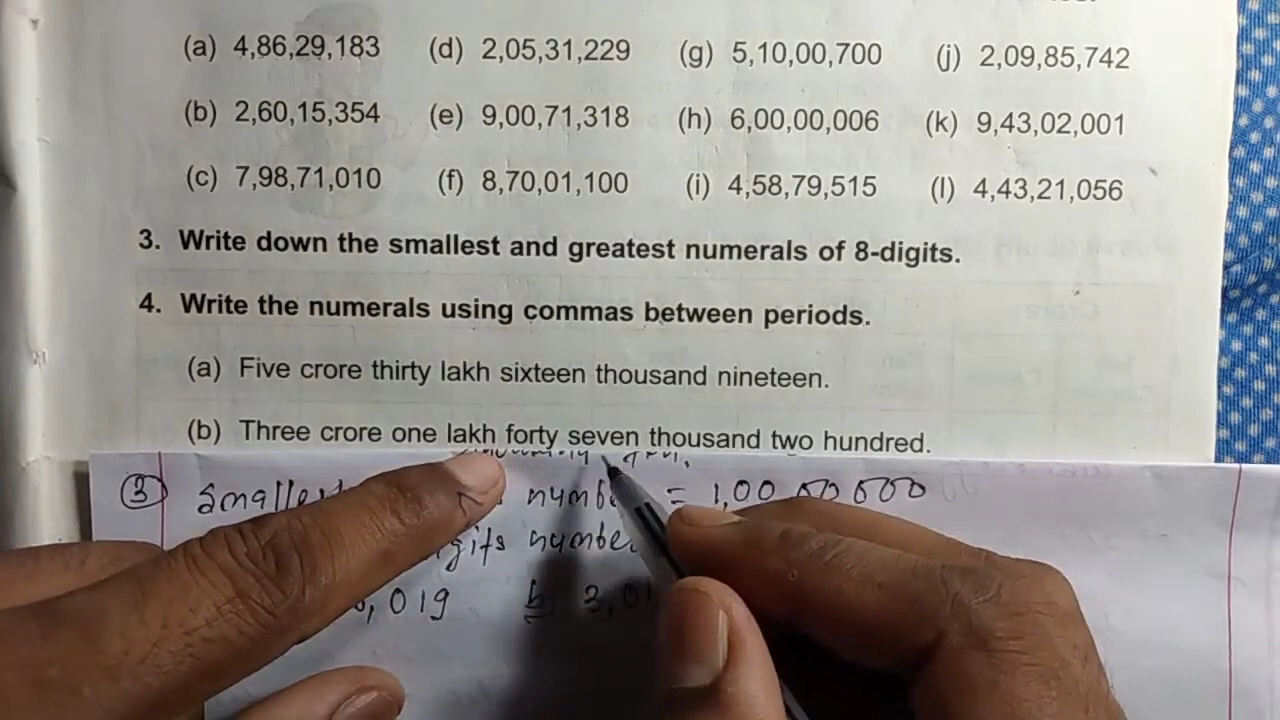 (a) 4,86,29,183 (d) 2,05,31,229 (g) 5,10,00,700 (j) 2,09,85,742
(b) 2,60,15,354 (e) 9,00,71,318 (h) 6,00,00,006 (k) 9,43,02,001
(c) 7,98,71,010 (f) 8,70,01,100 (i) 4,58,79,515 (l) 4,43,21,056
3. Write down the smallest and greatest numerals of 8-digits.
4. Write the numerals using commas between periods.
(a) Five crore thirty lakh sixteen thousand nineteen.
(b) Three crore one lakh forty seven thousand two hundred.
③ = 1,00,00,000
,019 b 3,01